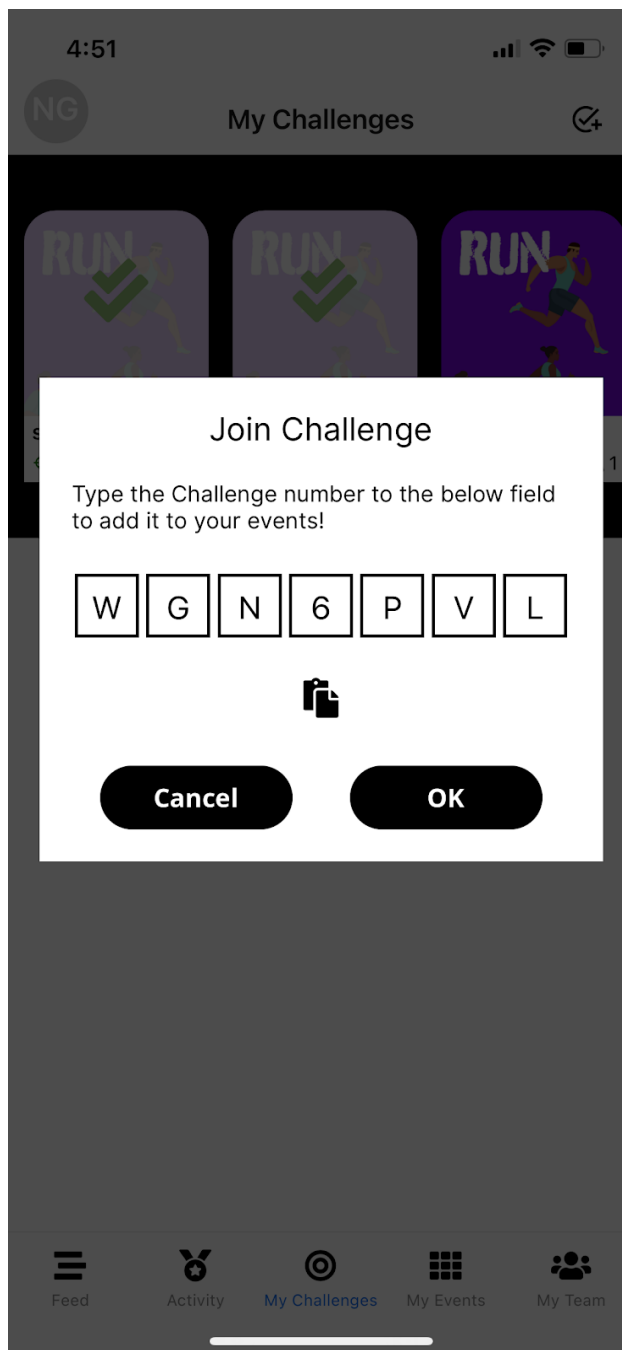 4:51
NG
My Challenges
RUN RUN RUN
Join Challenge
Type the Challenge number to the below field
to add it to your events!
W G N 6 P V L
Cancel OK
Feed Activity My Challenges My Events My Team